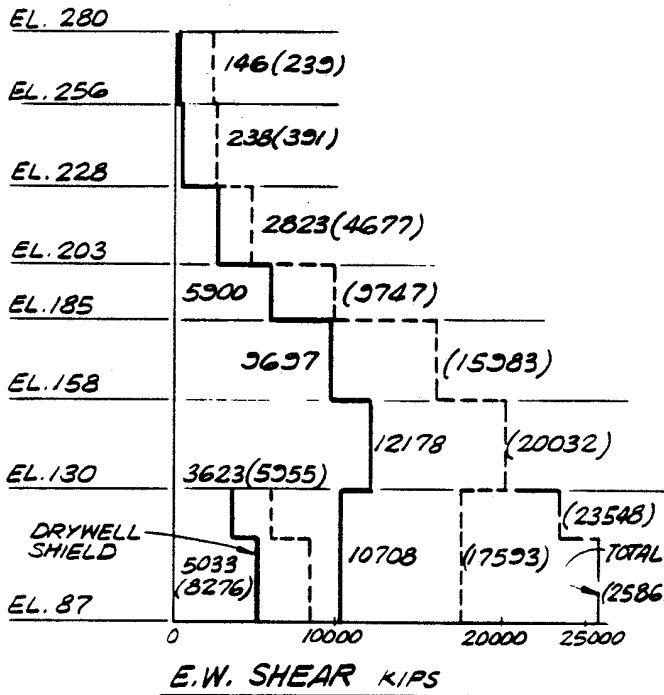 EL. 280
146(239)
EL. 256
238(391)
EL. 228
2823(4677)
EL. 203
5900
(9747)
EL. 185
9697
(15983)
EL. 158
12178
(20032)
EL. 130
3623(5955)
(23548)
DRYWELL
SHIELD
5033
(8276)
10708
(17593)
TOTAL
(2586
EL. 87
0
10000
20000
25000
E.W. SHEAR KIPS